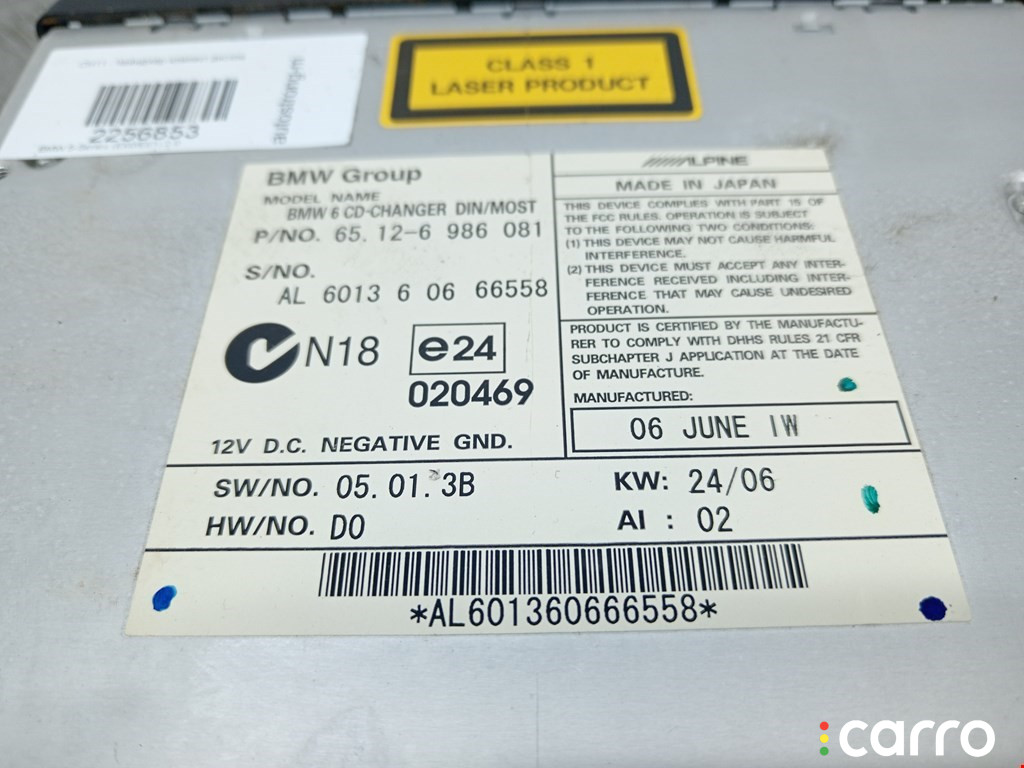 2256853
autostrong-m
CLASS 1
LASER PRODUCT
BMW Group
MODEL NAME
BMW 6 CD-CHANGER DIN/MOST
P/NO. 65. 12-6 986 081
S/NO.
AL 6013 6 06 66558
N18
e24
020469
12V D.C. NEGATIVE GND.
ALPINE
MADE IN JAPAN
THIS DEVICE COMPLIES WITH PART 15 OF
THE FCC RULES. OPERATION IS SUBJECT
TO THE FOLLOWING TWO CONDITIONS:
(1) THIS DEVICE MAY NOT CAUSE HARMFUL
INTERFERENCE.
(2) THIS DEVICE MUST ACCEPT ANY INTER-
FERENCE RECEIVED INCLUDING INTER-
FERENCE THAT MAY CAUSE UNDESIRED
OPERATION.
PRODUCT IS CERTIFIED BY THE MANUFACTU-
RER TO COMPLY WITH DHHS RULES 21 CFR
SUBCHAPTER J APPLICATION AT THE DATE
OF MANUFACTURE.
MANUFACTURED:
06 JUNE IW
SW/NO. 05. 01. 3B
KW: 24/06
HW/NO. D0
AI : 02
*AL601360666558*
carro